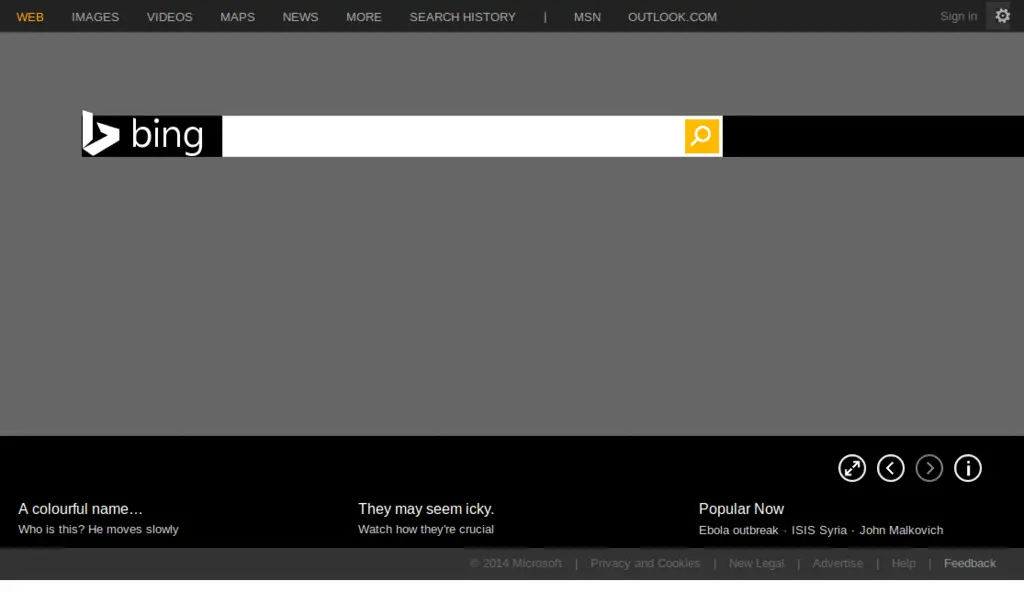 WEB IMAGES VIDEOS MAPS NEWS MORE SEARCH HISTORY | MSN OUTLOOK.COM Sign in
bing
A colourful name…
Who is this? He moves slowly
They may seem icky.
Watch how they're crucial
Popular Now
Ebola outbreak · ISIS Syria · John Malkovich
© 2014 Microsoft | Privacy and Cookies | New Legal | Advertise | Help | Feedback